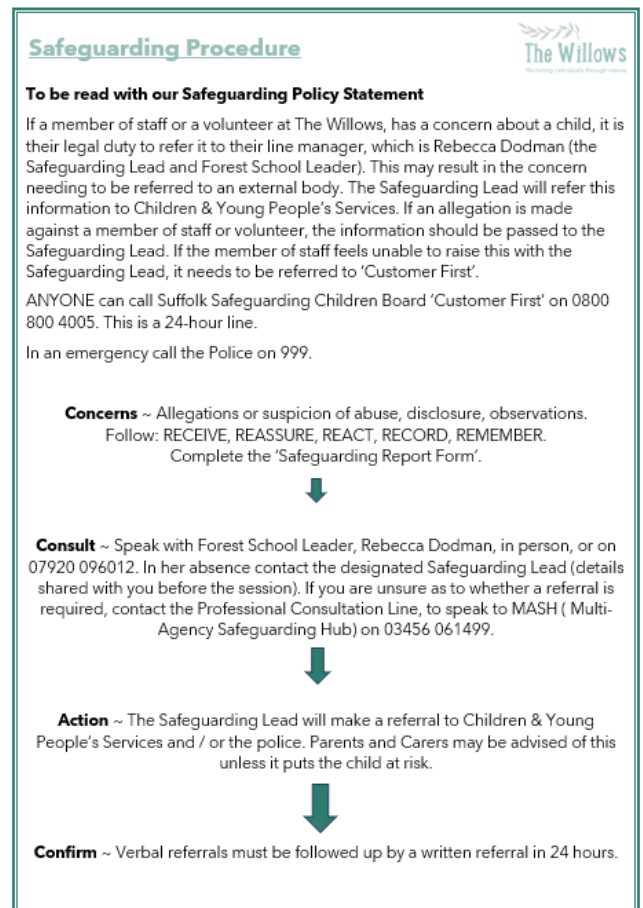 Safeguarding Procedure
The Willows
Nurturing individuals through nature
To be read with our Safeguarding Policy Statement
If a member of staff or a volunteer at The Willows, has a concern about a child, it is
their legal duty to refer it to their line manager, which is Rebecca Dodman (the
Safeguarding Lead and Forest School Leader). This may result in the concern
needing to be referred to an external body. The Safeguarding Lead will refer this
information to Children & Young People's Services. If an allegation is made
against a member of staff or volunteer, the information should be passed to the
Safeguarding Lead. If the member of staff feels unable to raise this with the
Safeguarding Lead, it needs to be referred to 'Customer First'.
ANYONE can call Suffolk Safeguarding Children Board 'Customer First' on 0800
800 4005. This is a 24-hour line.
In an emergency call the Police on 999.
Concerns ~ Allegations or suspicion of abuse, disclosure, observations.
Follow: RECEIVE, REASSURE, REACT, RECORD, REMEMBER.
Complete the 'Safeguarding Report Form'.
Consult ~ Speak with Forest School Leader, Rebecca Dodman, in person, or on
07920 096012. In her absence contact the designated Safeguarding Lead (details
shared with you before the session). If you are unsure as to whether a referral is
required, contact the Professional Consultation Line, to speak to MASH ( Multi-
Agency Safeguarding Hub) on 03456 061499.
Action ~ The Safeguarding Lead will make a referral to Children & Young
People's Services and / or the police. Parents and Carers may be advised of this
unless it puts the child at risk.
Confirm ~ Verbal referrals must be followed up by a written referral in 24 hours.